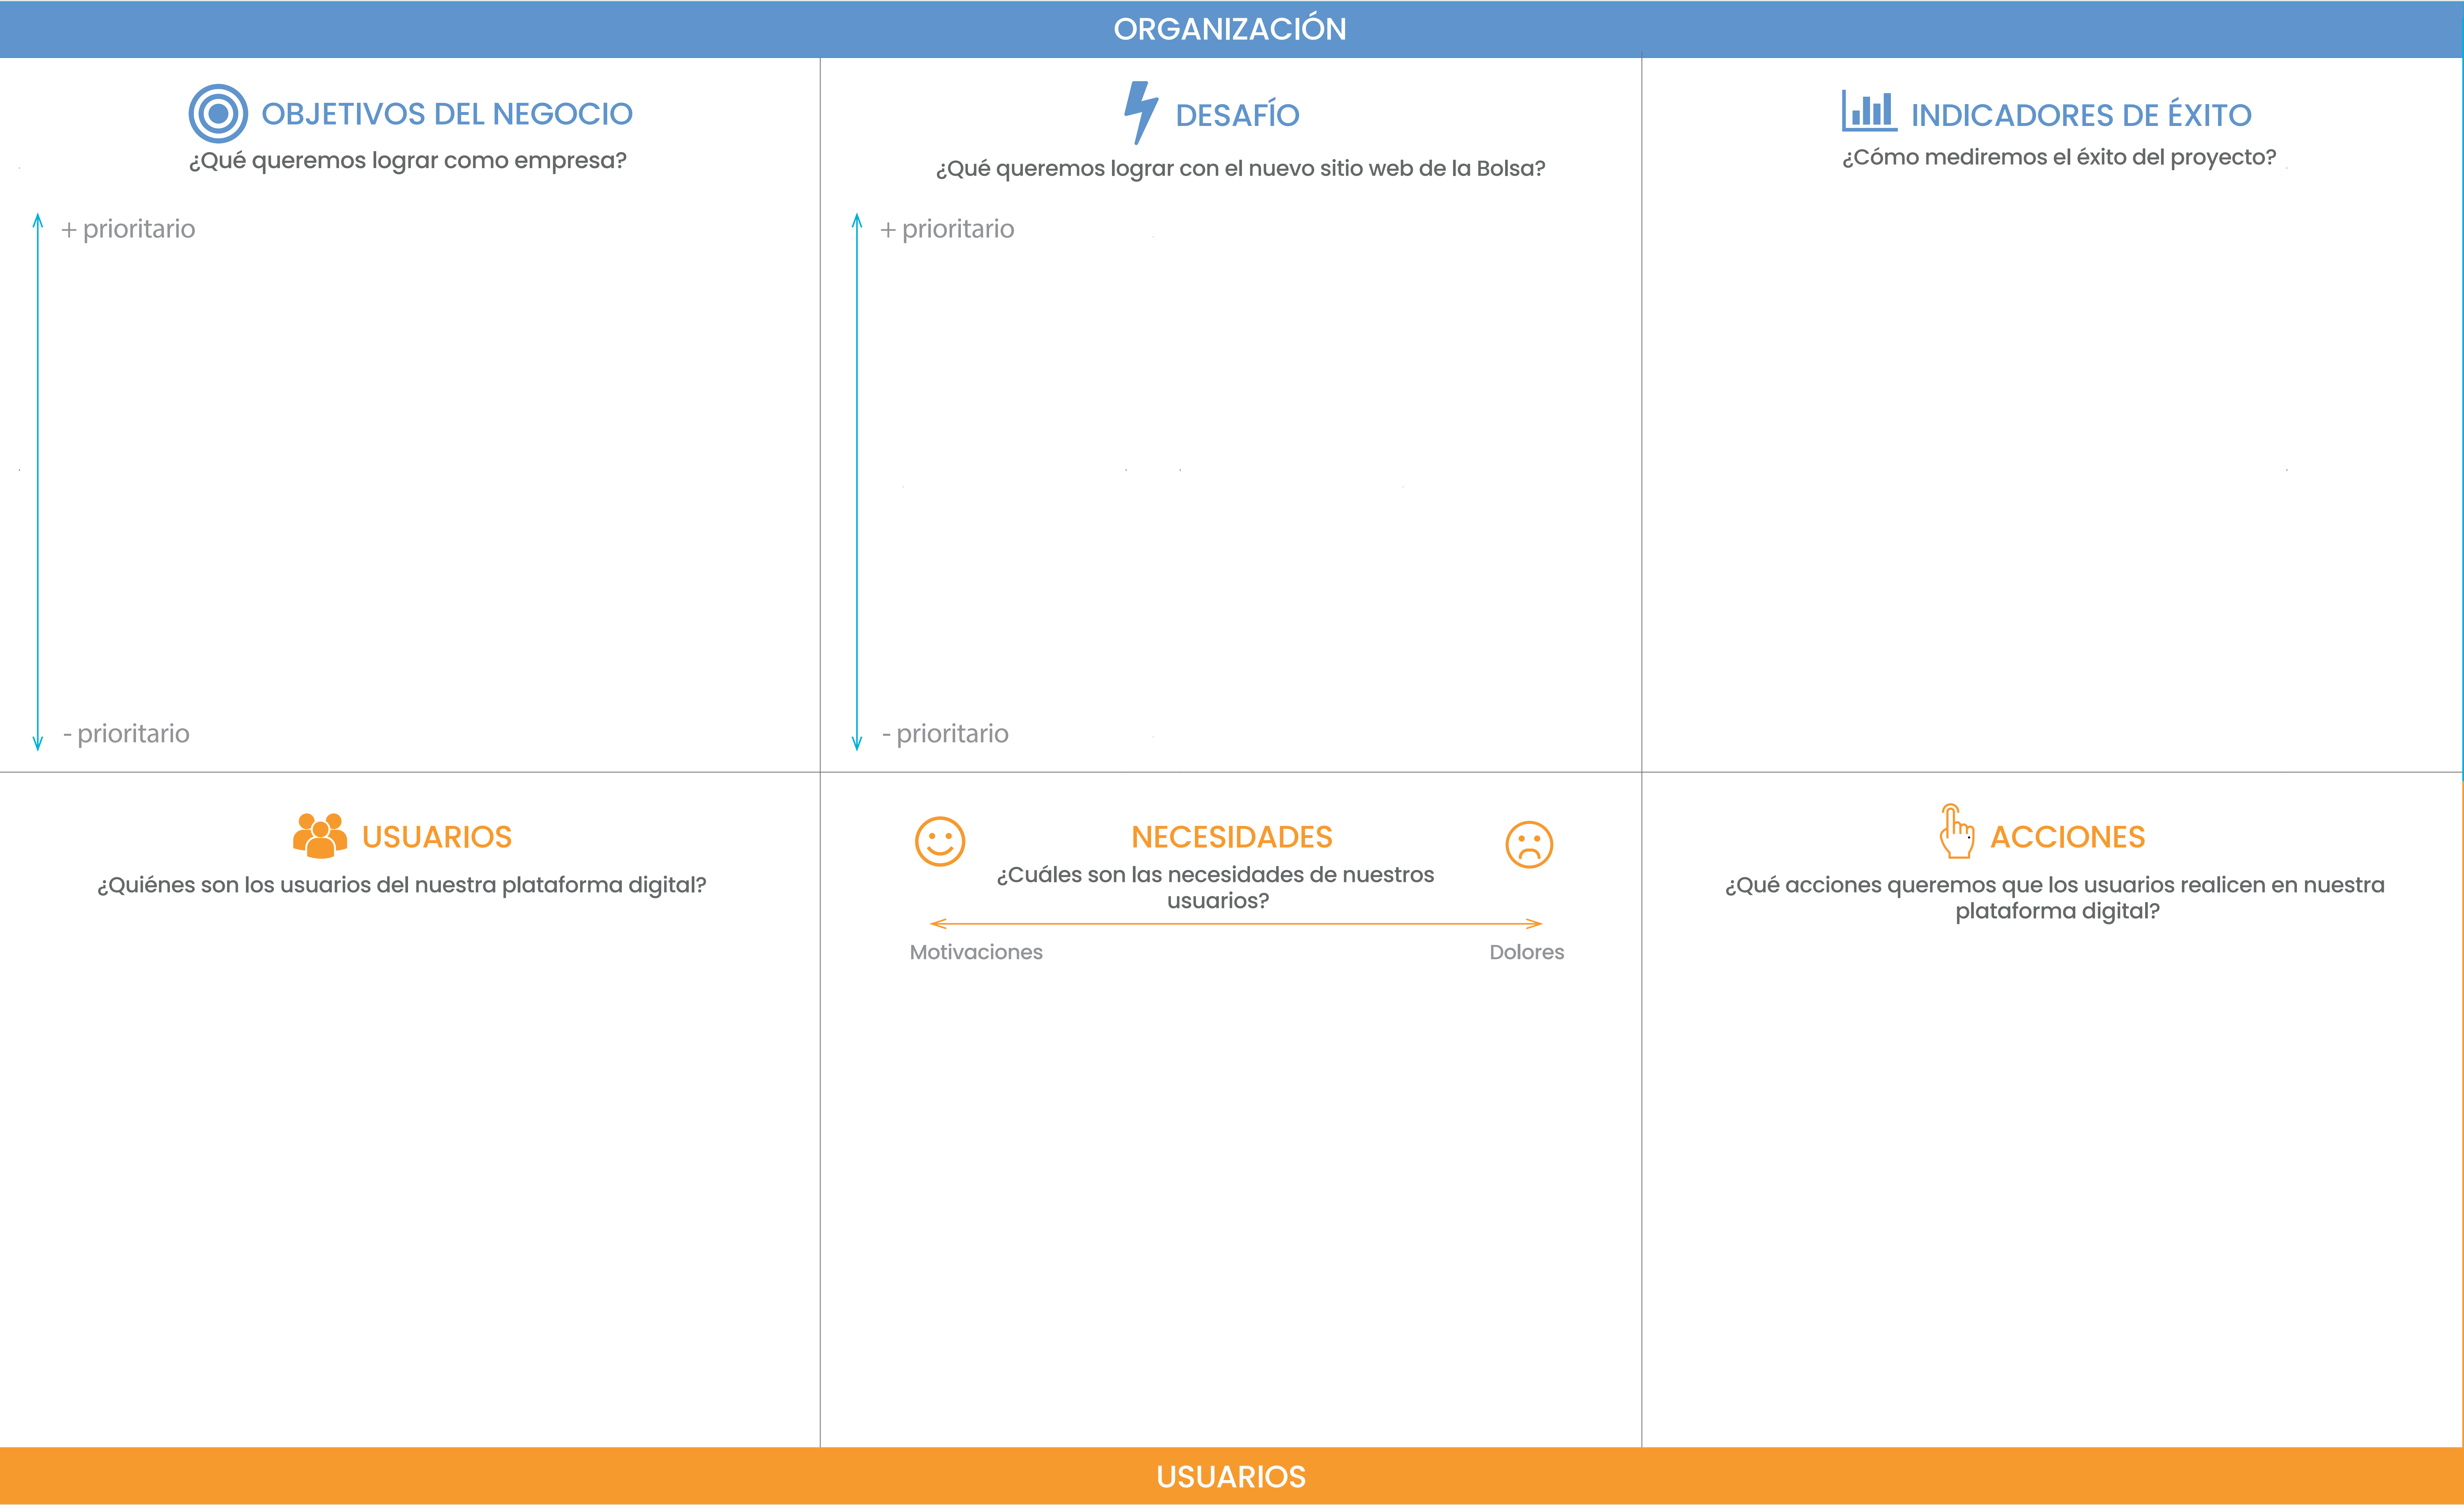 ORGANIZACIÓN
OBJETIVOS DEL NEGOCIO
¿Qué queremos lograr como empresa?
+ prioritario
- prioritario
DESAFÍO
¿Qué queremos lograr con el nuevo sitio web de la Bolsa?
+ prioritario
- prioritario
INDICADORES DE ÉXITO
¿Cómo mediremos el éxito del proyecto?
USUARIOS
¿Quiénes son los usuarios del nuestra plataforma digital?
NECESIDADES
¿Cuáles son las necesidades de nuestros
usuarios?
Motivaciones
Dolores
ACCIONES
¿Qué acciones queremos que los usuarios realicen en nuestra
plataforma digital?
USUARIOS